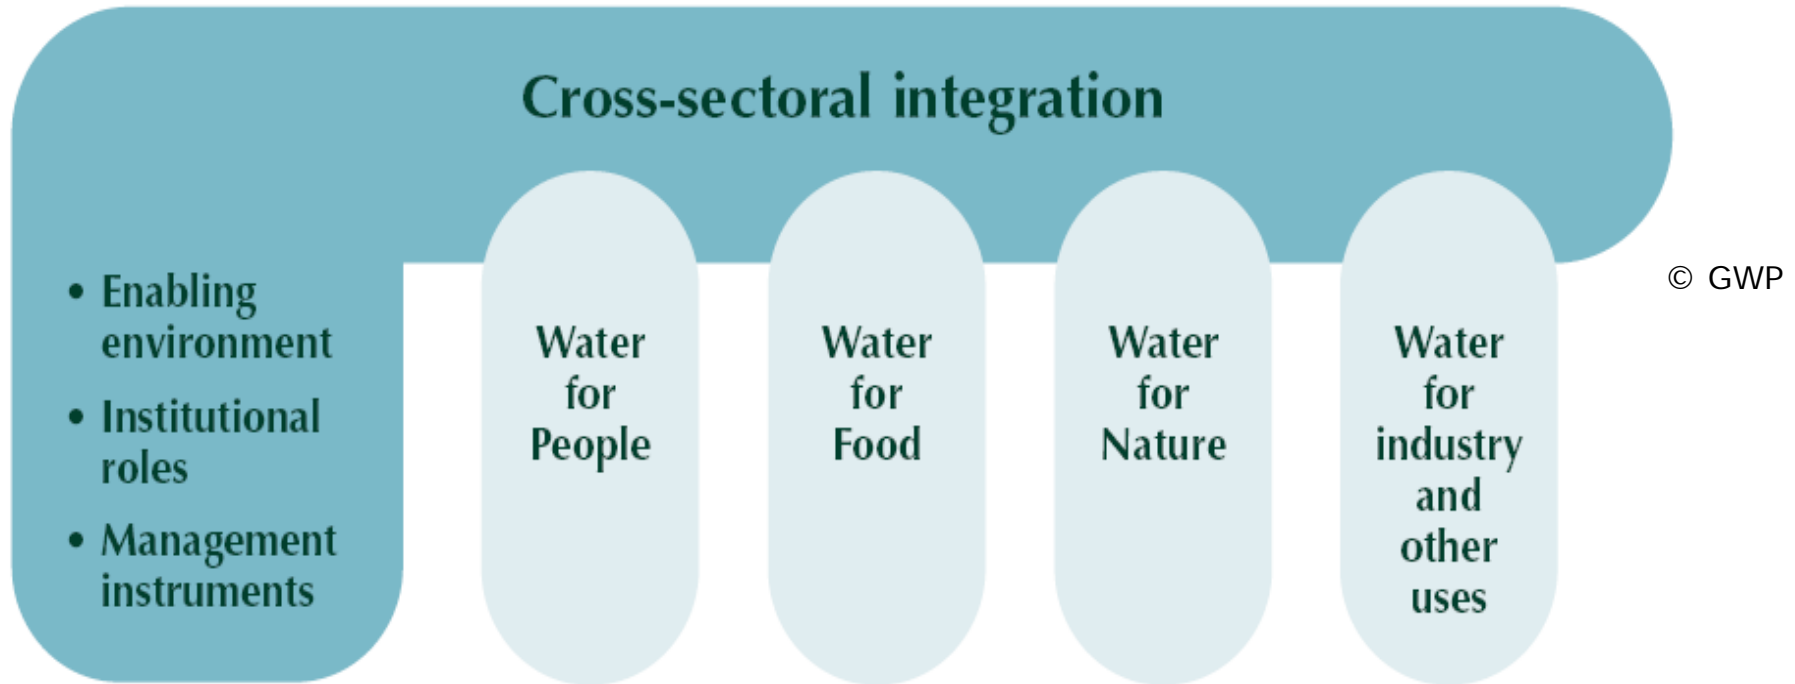 Cross-sectoral integration
• Enabling
environment
• Institutional
roles
• Management
instruments
Water
for
People
Water
for
Food
Water
for
Nature
Water
for
industry
and
other
uses
© GWP